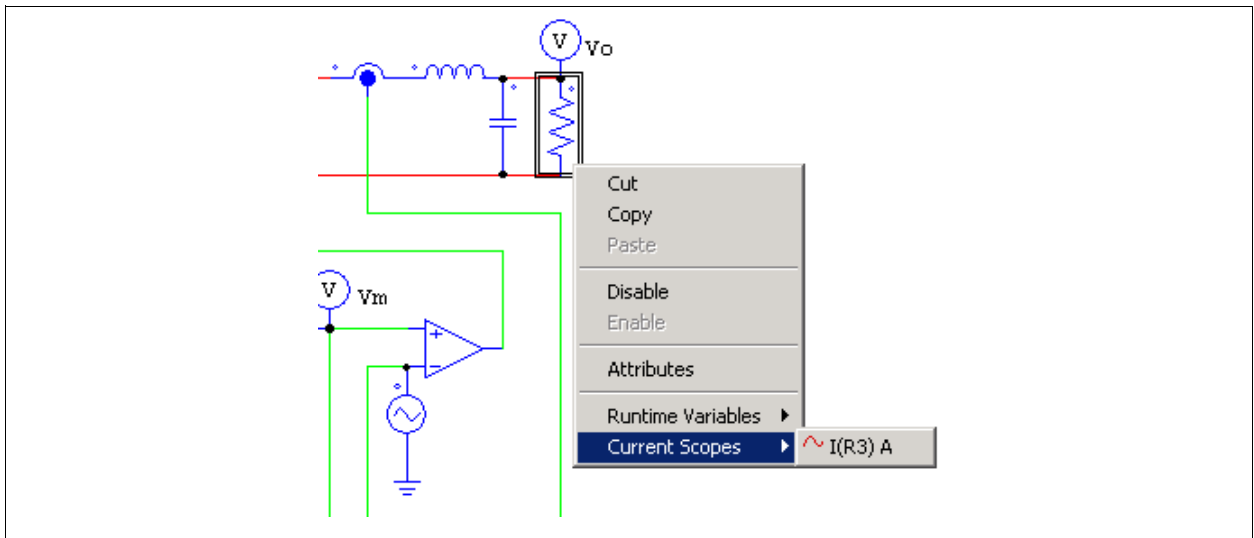 V Vo
Cut
Copy
Paste
Disable
V Vm
Enable
+
Attributes
−
Runtime Variables
Current Scopes I(R3) A